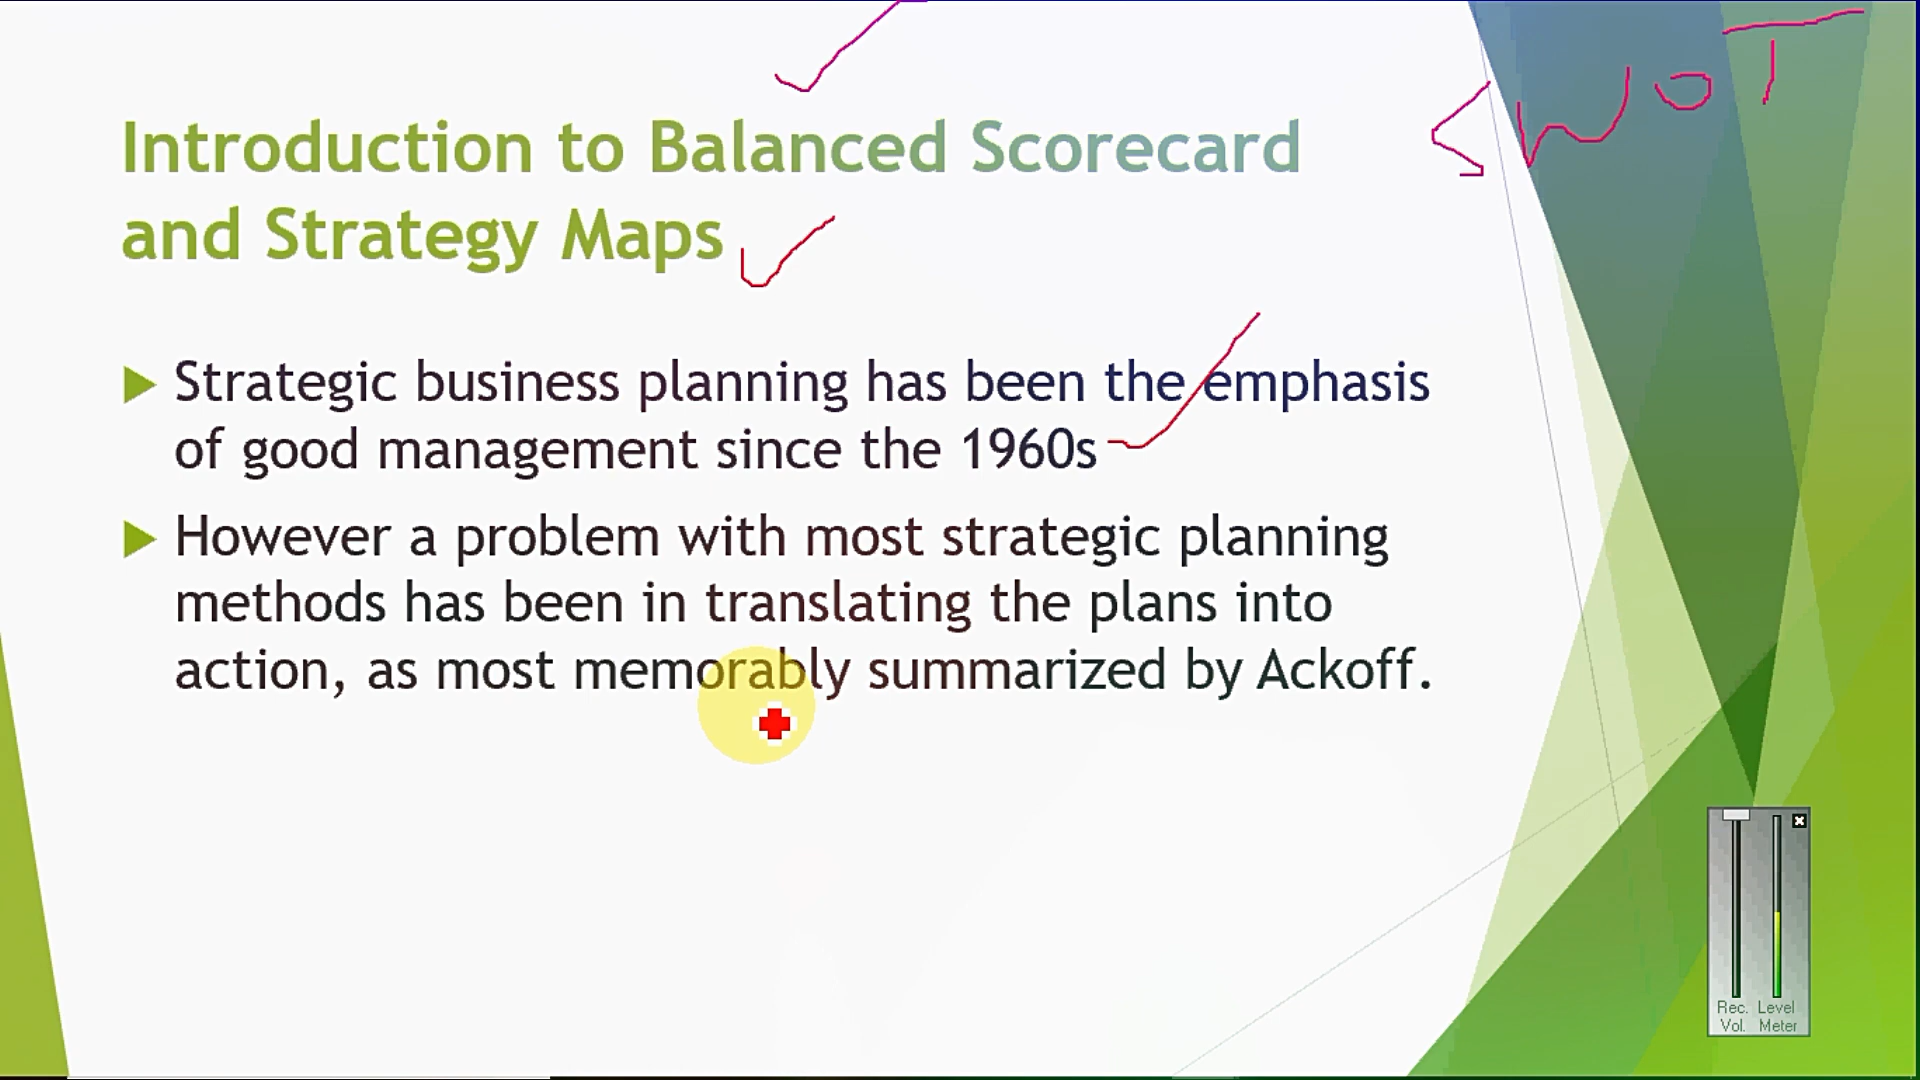 SWOT
Introduction to Balanced Scorecard
and Strategy Maps
Strategic business planning has been the emphasis
of good management since the 1960s
However a problem with most strategic planning
methods has been in translating the plans into
action, as most memorably summarized by Ackoff.
Rec. Level
Vol. Meter